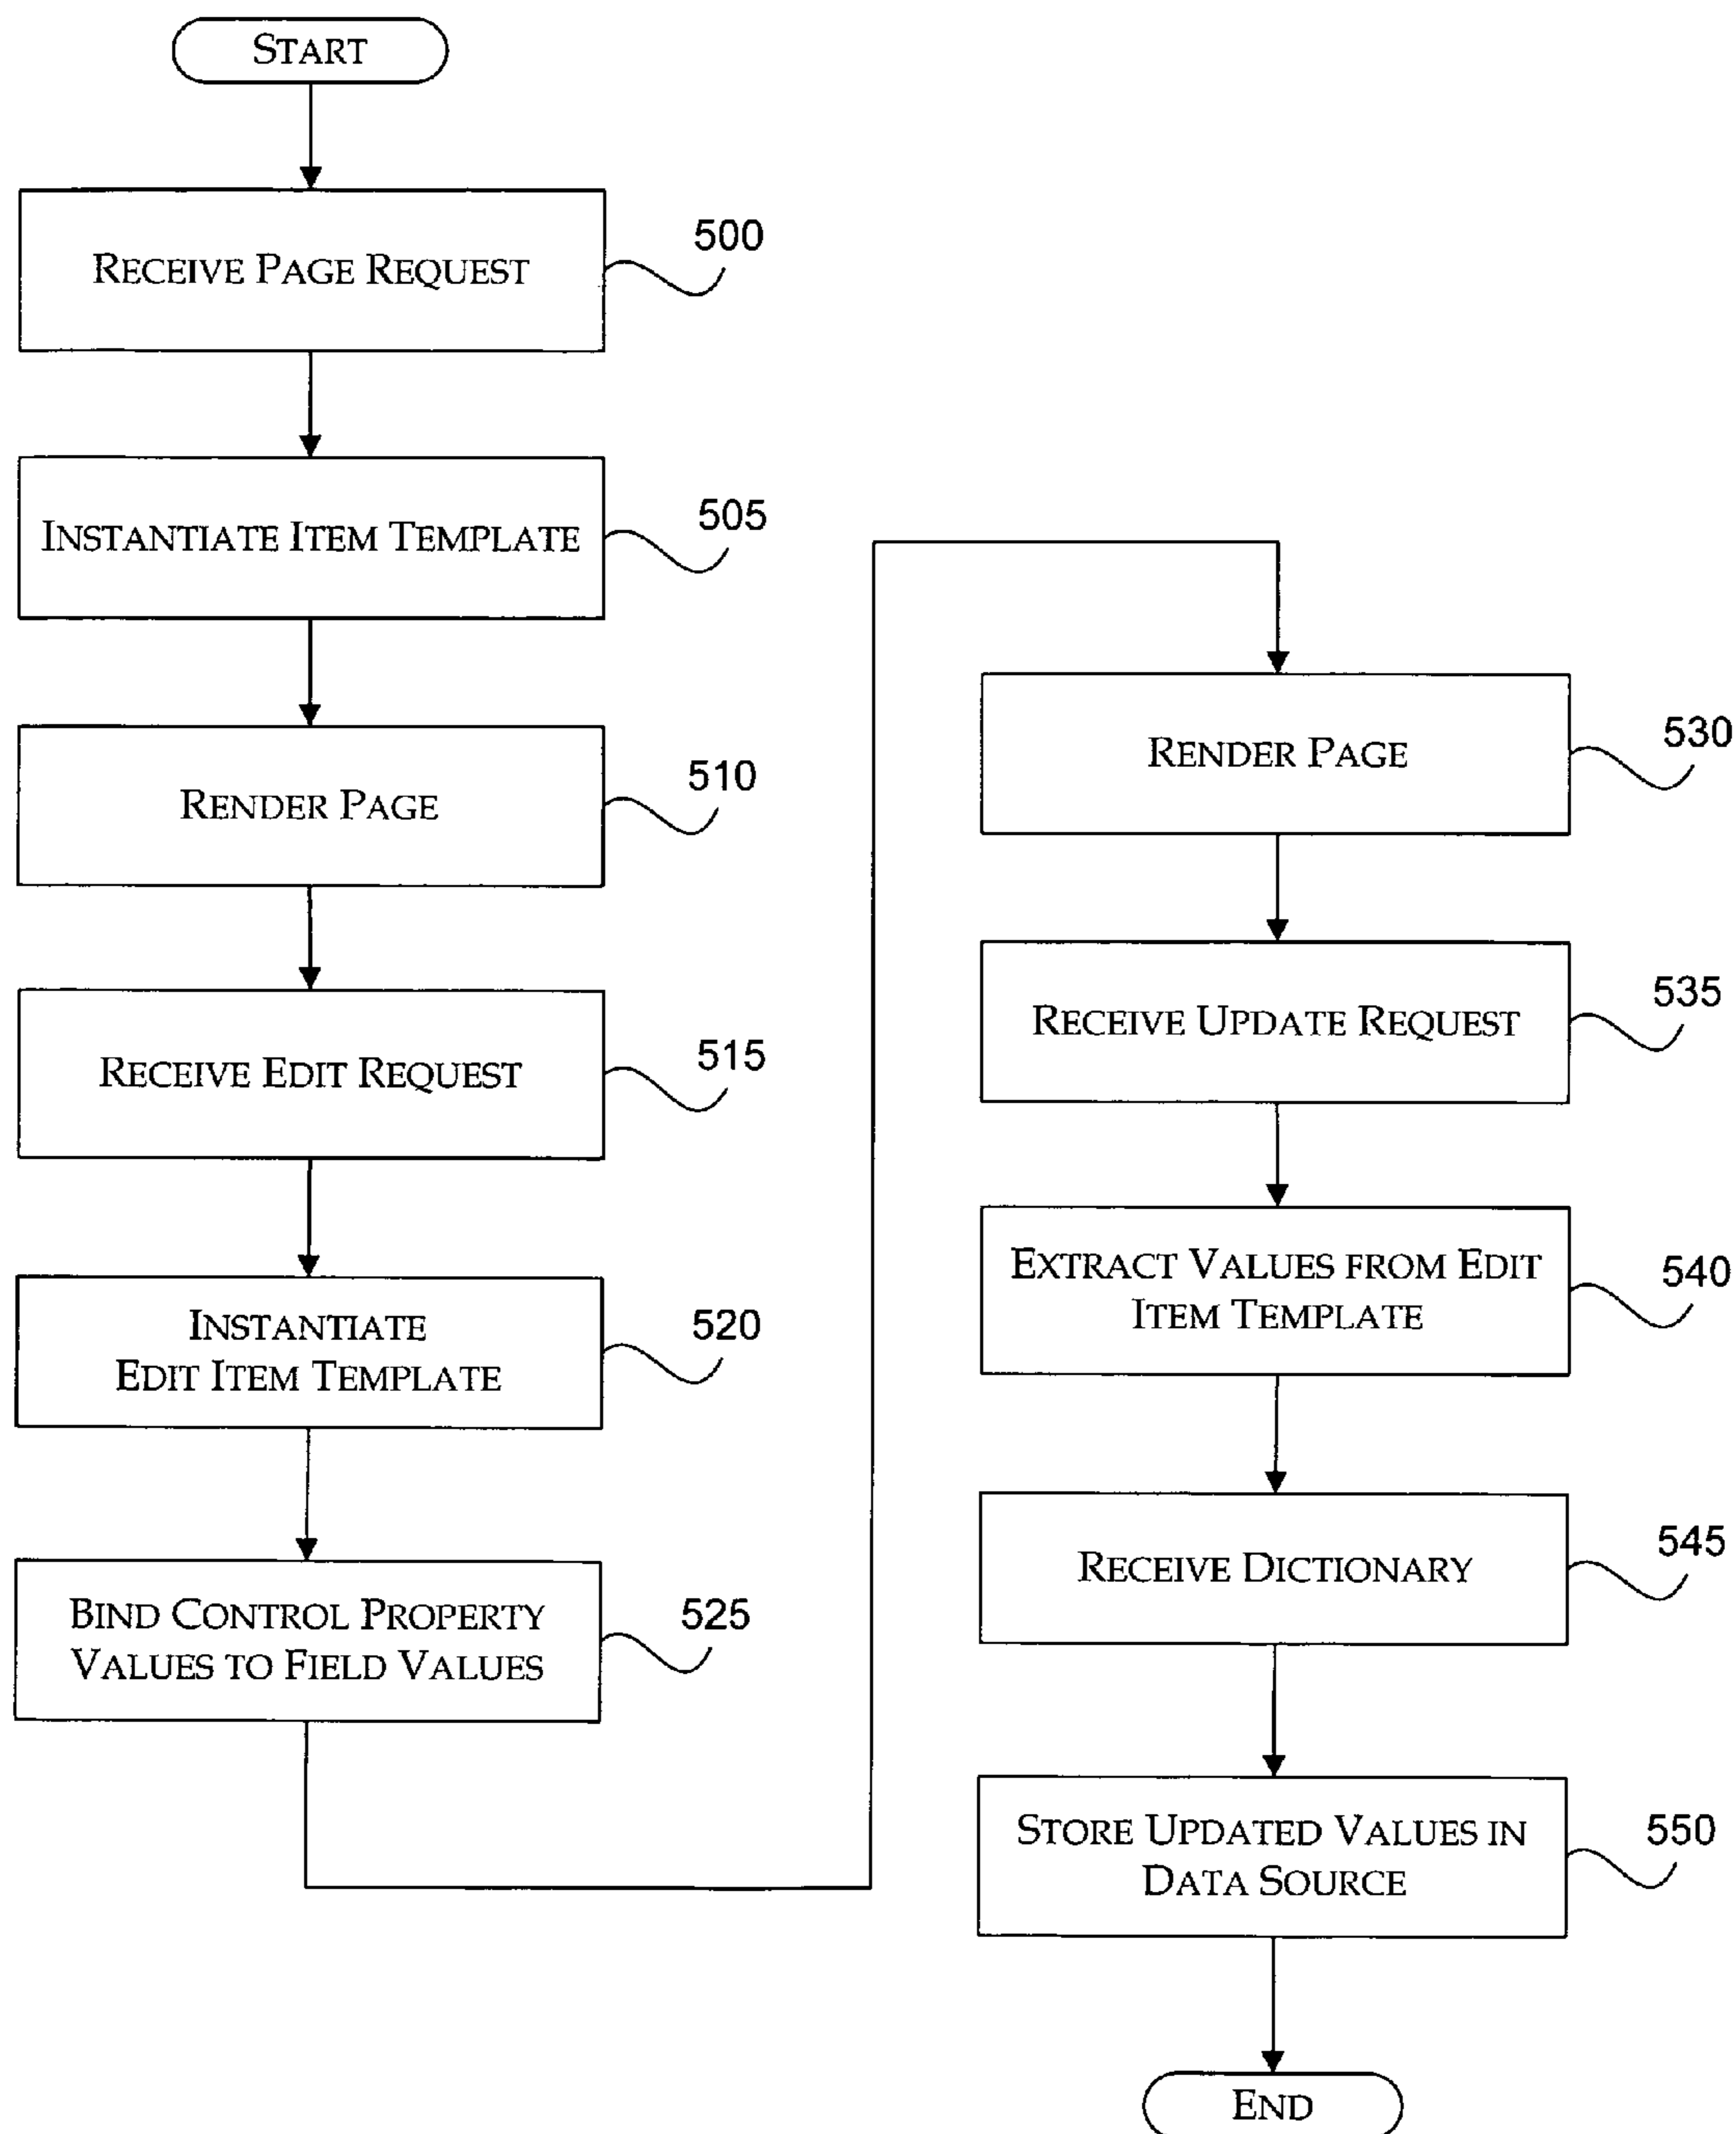 START
RECEIVE PAGE REQUEST
500
INSTANTIATE ITEM TEMPLATE
505
RENDER PAGE
510
RECEIVE EDIT REQUEST
515
INSTANTIATE
EDIT ITEM TEMPLATE
520
BIND CONTROL PROPERTY
VALUES TO FIELD VALUES
525
RENDER PAGE
530
RECEIVE UPDATE REQUEST
535
EXTRACT VALUES FROM EDIT
ITEM TEMPLATE
540
RECEIVE DICTIONARY
545
STORE UPDATED VALUES IN
DATA SOURCE
550
END